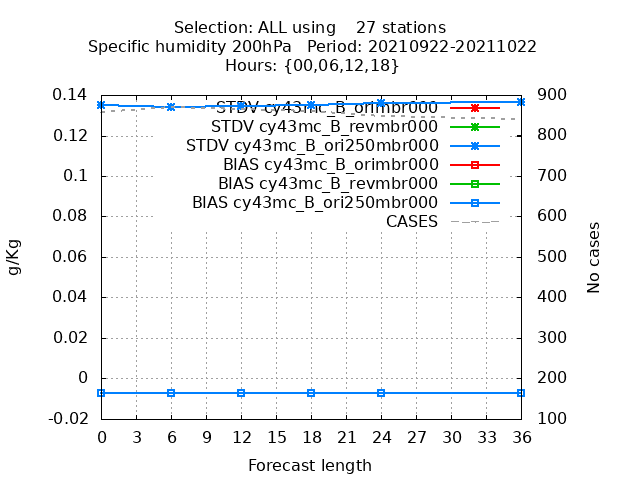 Selection: ALL using 27 stations
Specific humidity 200hPa Period: 20210922-20211022
Hours: {00,06,12,18}
0.14
0.12
0.1
0.08
0.06
0.04
0.02
0
-0.02
g/Kg
STDV cy43mc_B_orimbr000
STDV cy43mc_B_revmbr000
STDV cy43mc_B_ori250mbr000
BIAS cy43mc_B_orimbr000
BIAS cy43mc_B_revmbr000
BIAS cy43mc_B_ori250mbr000
CASES
900
800
700
600
500
400
300
200
100
No cases
0 3 6 9 12 15 18 21 24 27 30 33 36
Forecast length